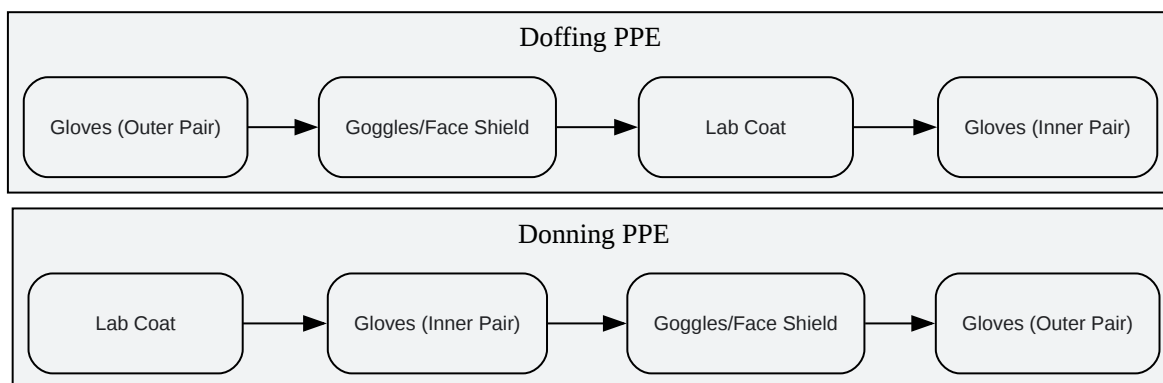 Doffing PPE
Gloves (Outer Pair)
Goggles/Face Shield
Lab Coat
Gloves (Inner Pair)
Donning PPE
Lab Coat
Gloves (Inner Pair)
Goggles/Face Shield
Gloves (Outer Pair)